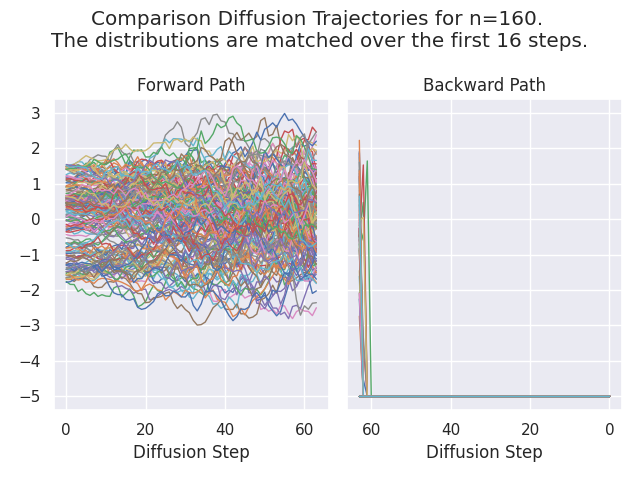 Comparison Diffusion Trajectories for n=160.
The distributions are matched over the first 16 steps.
Forward Path
Backward Path
3
2
1
0
−1
−2
−3
−4
−5
0 20 40 60
60 40 20 0
Diffusion Step
Diffusion Step